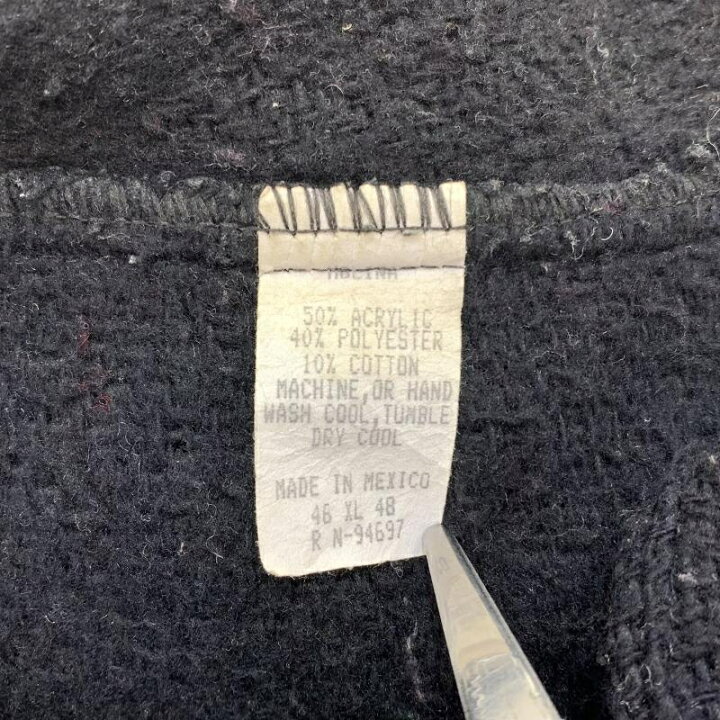 MOLINA
50% ACRYLIC
40% POLYESTER
10% COTTON
MACHINE,OR HAND
WASH COOL,TUMBLE
DRY COOL
MADE IN MEXICO
46 XL 48
R N-94697